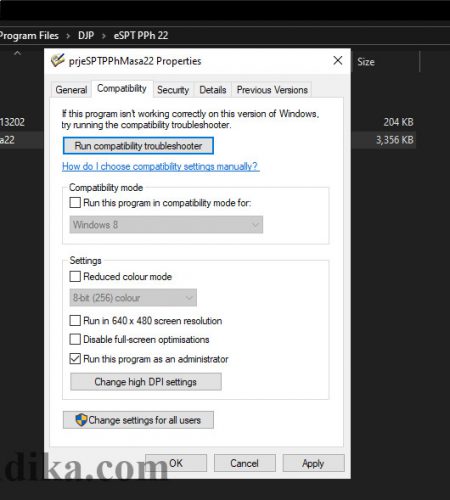 Program Files > DJP > eSPT PPh 22
Size
prjeSPTPPhMasa22 Properties
General Compatibility Security Details Previous Versions
If this program isn't working correctly on this version of Windows,
try running the compatibility troubleshooter.
13202 204 KB
a22 3,356 KB
Run compatibility troubleshooter
How do I choose compatibility settings manually?
Compatibility mode
Run this program in compatibility mode for:
Windows 8
Settings
Reduced colour mode
8-bit (256) colour
Run in 640 x 480 screen resolution
Disable full-screen optimisations
Run this program as an administrator
Change high DPI settings
Change settings for all users
dika.com
OK Cancel Apply